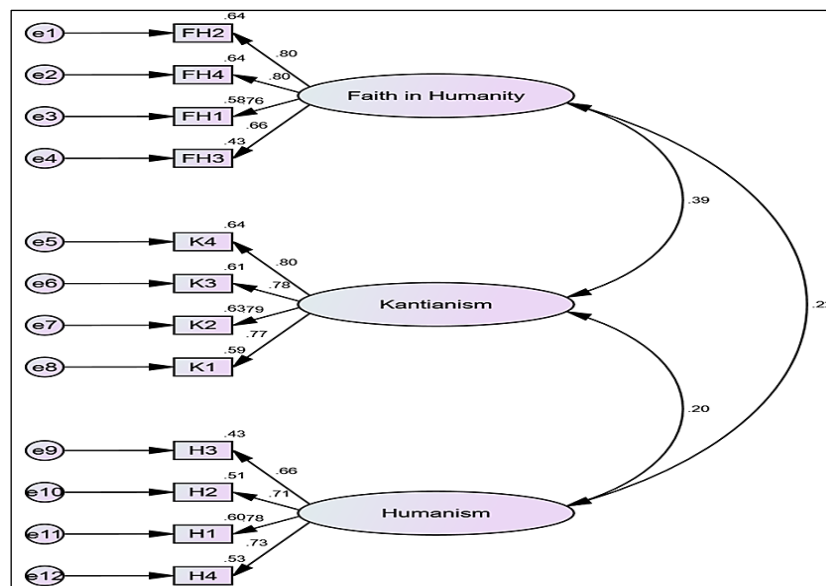 .64
e1 FH2
.80
.64
e2 FH4 .80
Faith in Humanity
.58 .76
e3 FH1
.66
.43
e4 FH3
.39
.64
e5 K4
.80
.61
e6 K3 .78
Kantianism
.63 .79
e7 K2
.77
.59
e8 K1
.20
.43
e9 H3
.66
.51
e10 H2 .71
Humanism
.60 .78
e11 H1
.73
.53
e12 H4